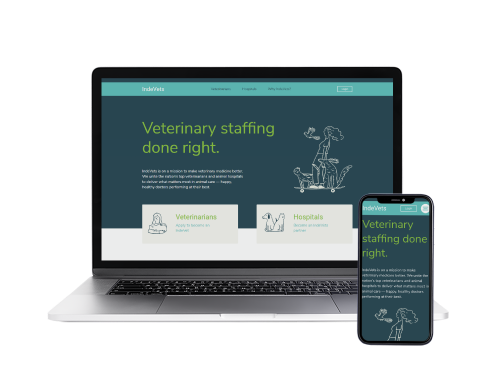 IndeVets
Hospitals
Veterinary staffing
done right.
IndeVets is on a mission to make veterinary medicine better.
We unite the nation's top veterinarians and animal hospitals
to deliver what matters most in animal care — happy,
healthy doctors performing at their best.
Veterinarians
Hospitals
IndeVets
Veterinary
staffing done
right.
IndeVets is on a mission to make
veterinary medicine better. We unite the
nation's top veterinarians and animal
hospitals to deliver what matters most in
animal care — happy, healthy doctors
performing at their best.